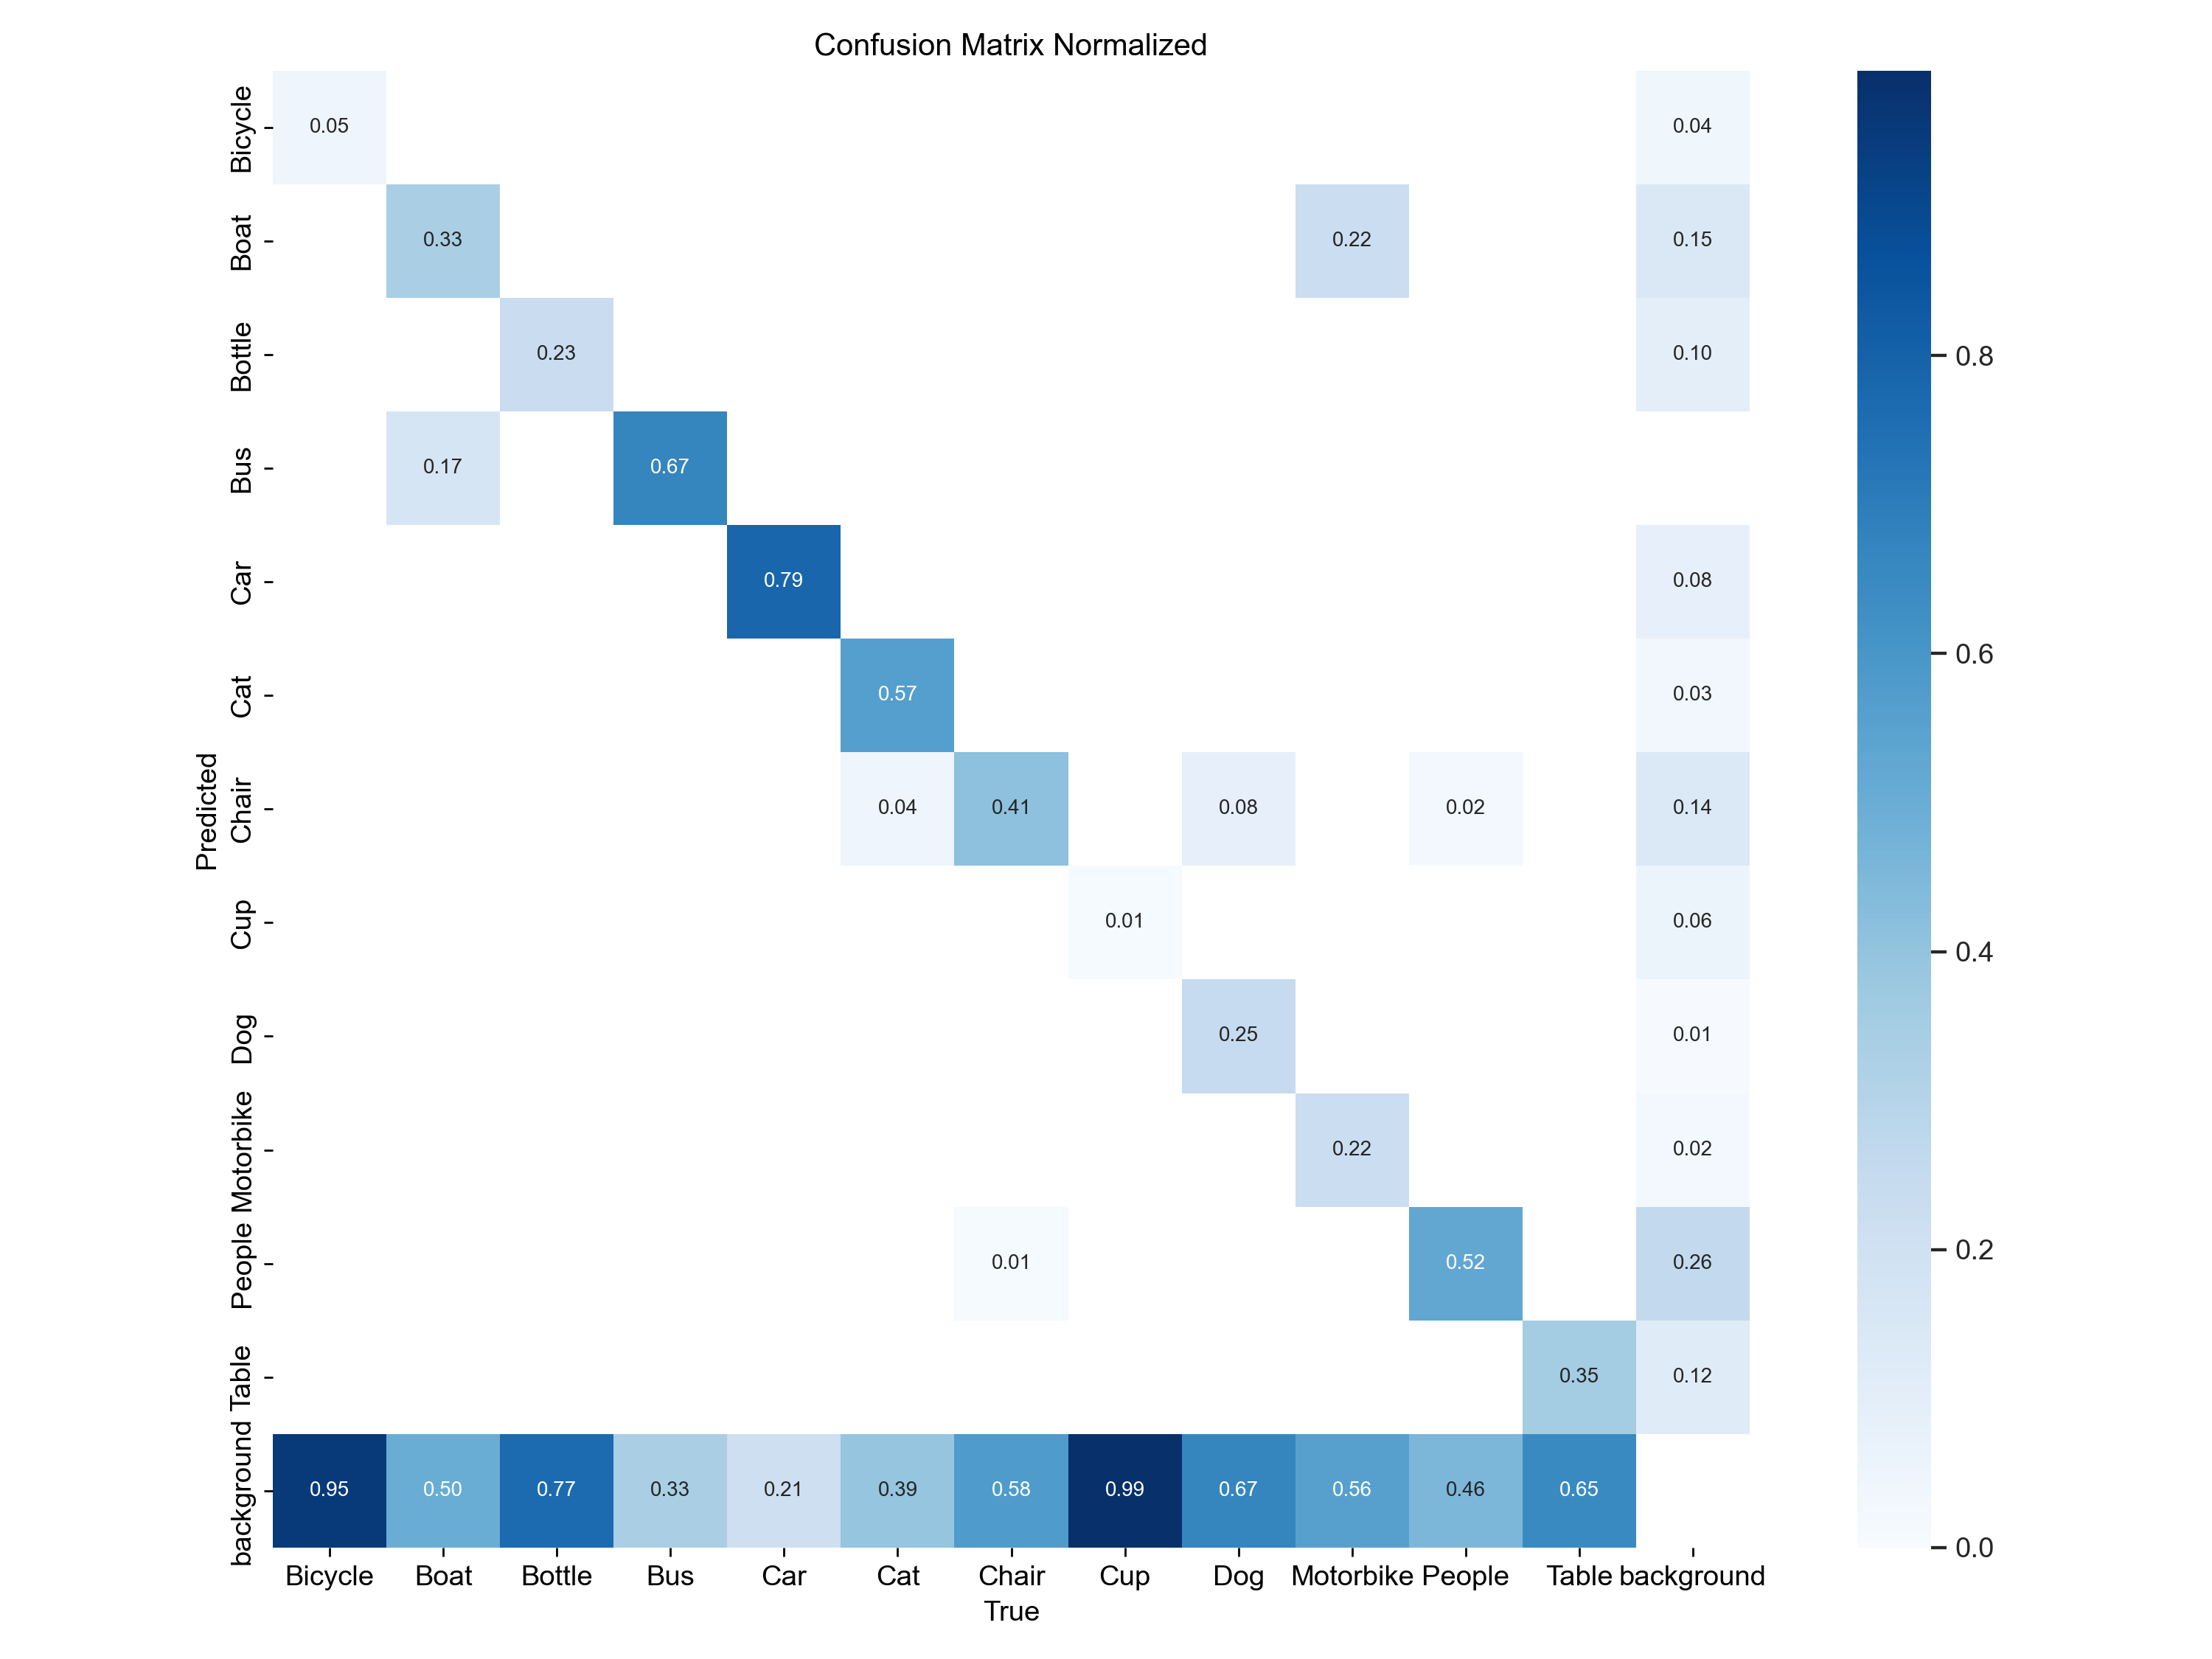 Confusion Matrix Normalized
Bicycle 0.05 0.04
Boat 0.33 0.22 0.15
Bottle 0.23 0.10 0.8
Bus 0.17 0.67
Car 0.79 0.08
Cat 0.57 0.03 0.6
Predicted
Chair 0.04 0.41 0.08 0.02 0.14
Cup 0.01 0.06 0.4
Dog 0.25 0.01
Motorbike 0.22 0.02
People 0.01 0.52 0.26 0.2
Table 0.35 0.12
background 0.95 0.50 0.77 0.33 0.21 0.39 0.58 0.99 0.67 0.56 0.46 0.65 0.0
Bicycle Boat Bottle Bus Car Cat Chair Cup Dog Motorbike People Table background
True